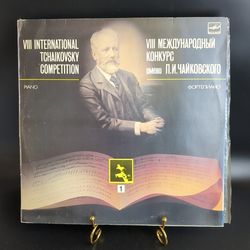 VIII INTERNATIONAL
TCHAIKOVSKY
COMPETITION
PIANO
VIII МЕЖДУНАРОДНЫЙ
КОНКУРС
ИМЕНИ П.И.ЧАЙКОВСКОГО
ФОРТЕПИАНО
1